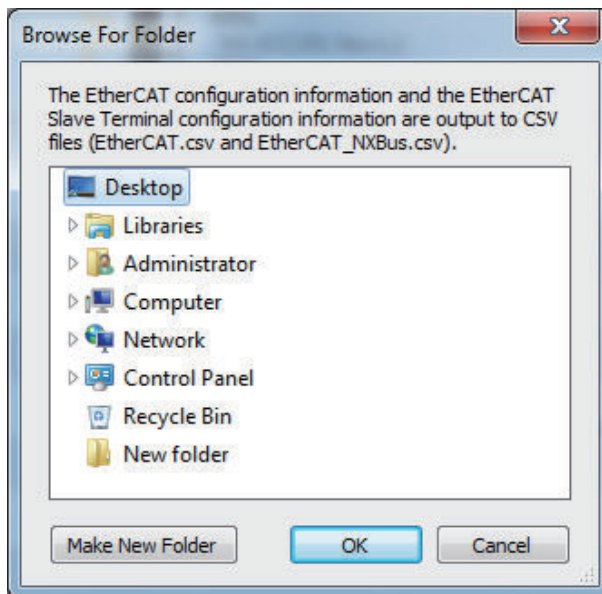 Browse For Folder
The EtherCAT configuration information and the EtherCAT
Slave Terminal configuration information are output to CSV
files (EtherCAT.csv and EtherCAT_NXBus.csv).
Desktop
Libraries
Administrator
Computer
Network
Control Panel
Recycle Bin
New folder
Make New Folder OK Cancel